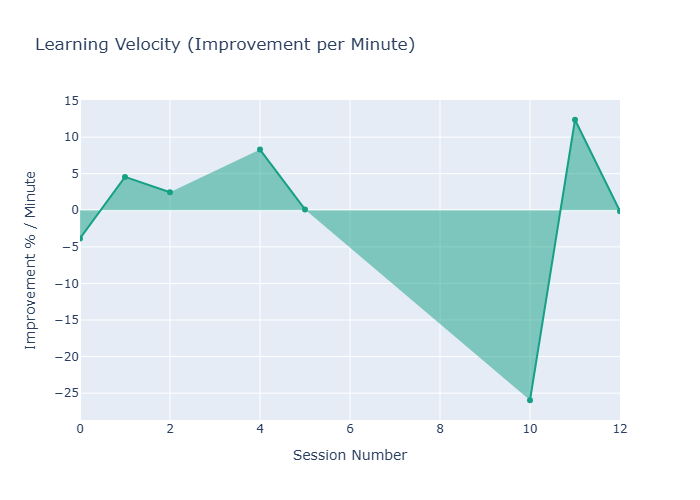 Learning Velocity (Improvement per Minute)
15
10
5
0
−5
−10
−15
−20
−25
Improvement % / Minute
0 2 4 6 8 10 12
Session Number